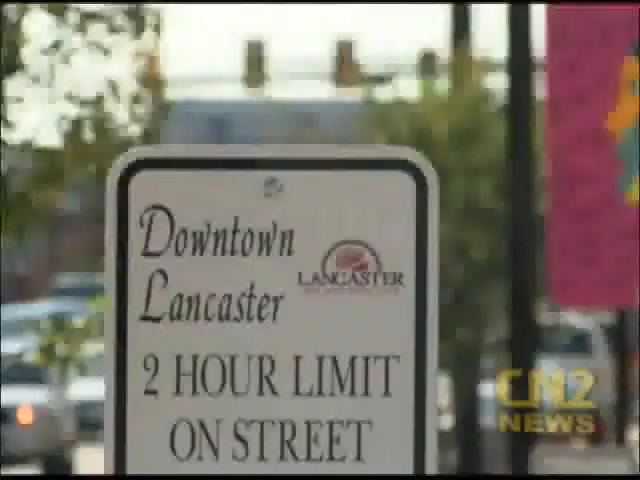 Downtown
Lancaster
LANCASTER
2 HOUR LIMIT
ON STREET
CN2
NEWS